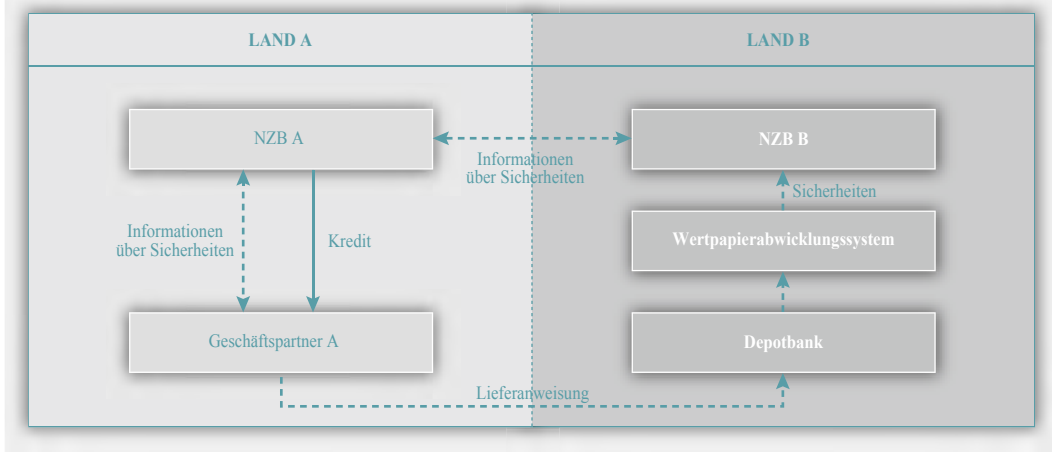 LAND A
LAND B
NZB A
NZB B
Informationen
über Sicherheiten
Sicherheiten
Informationen
über Sicherheiten
Kredit
Wertpapierabwicklungssystem
Geschäftspartner A
Depotbank
Lieferanweisung